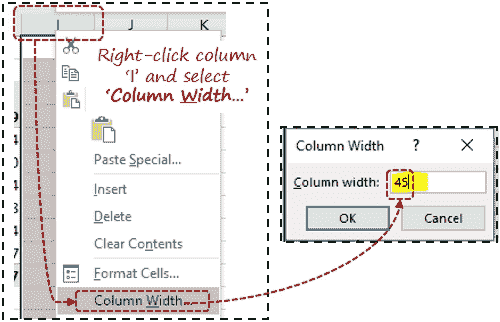 I J K
Right-click column
'I' and select
'Column Width...'
Paste Special...
Insert
Delete
Clear Contents
Format Cells...
Column Width...
Column Width ? ×
Column width: 45
OK Cancel